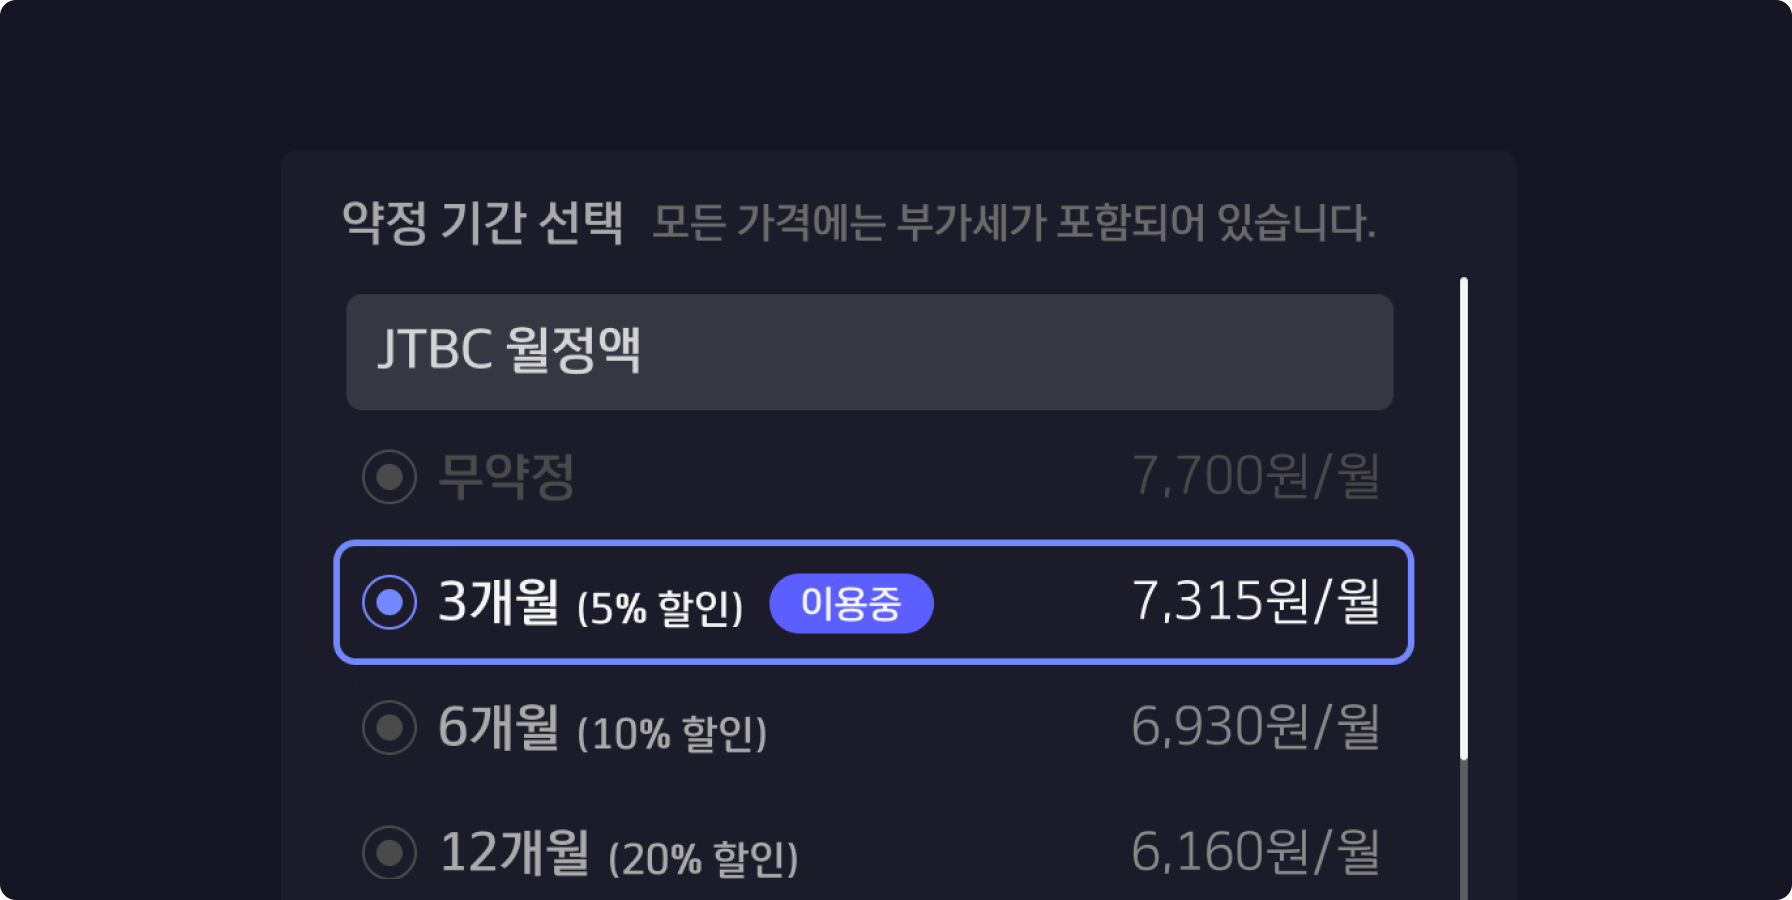 약정 기간 선택 모든 가격에는 부가세가 포함되어 있습니다.
JTBC 월정액
무약정 7,700원/월
3개월 (5% 할인) 이용중 7,315원/월
6개월 (10% 할인) 6,930원/월
12개월 (20% 할인) 6,160원/월